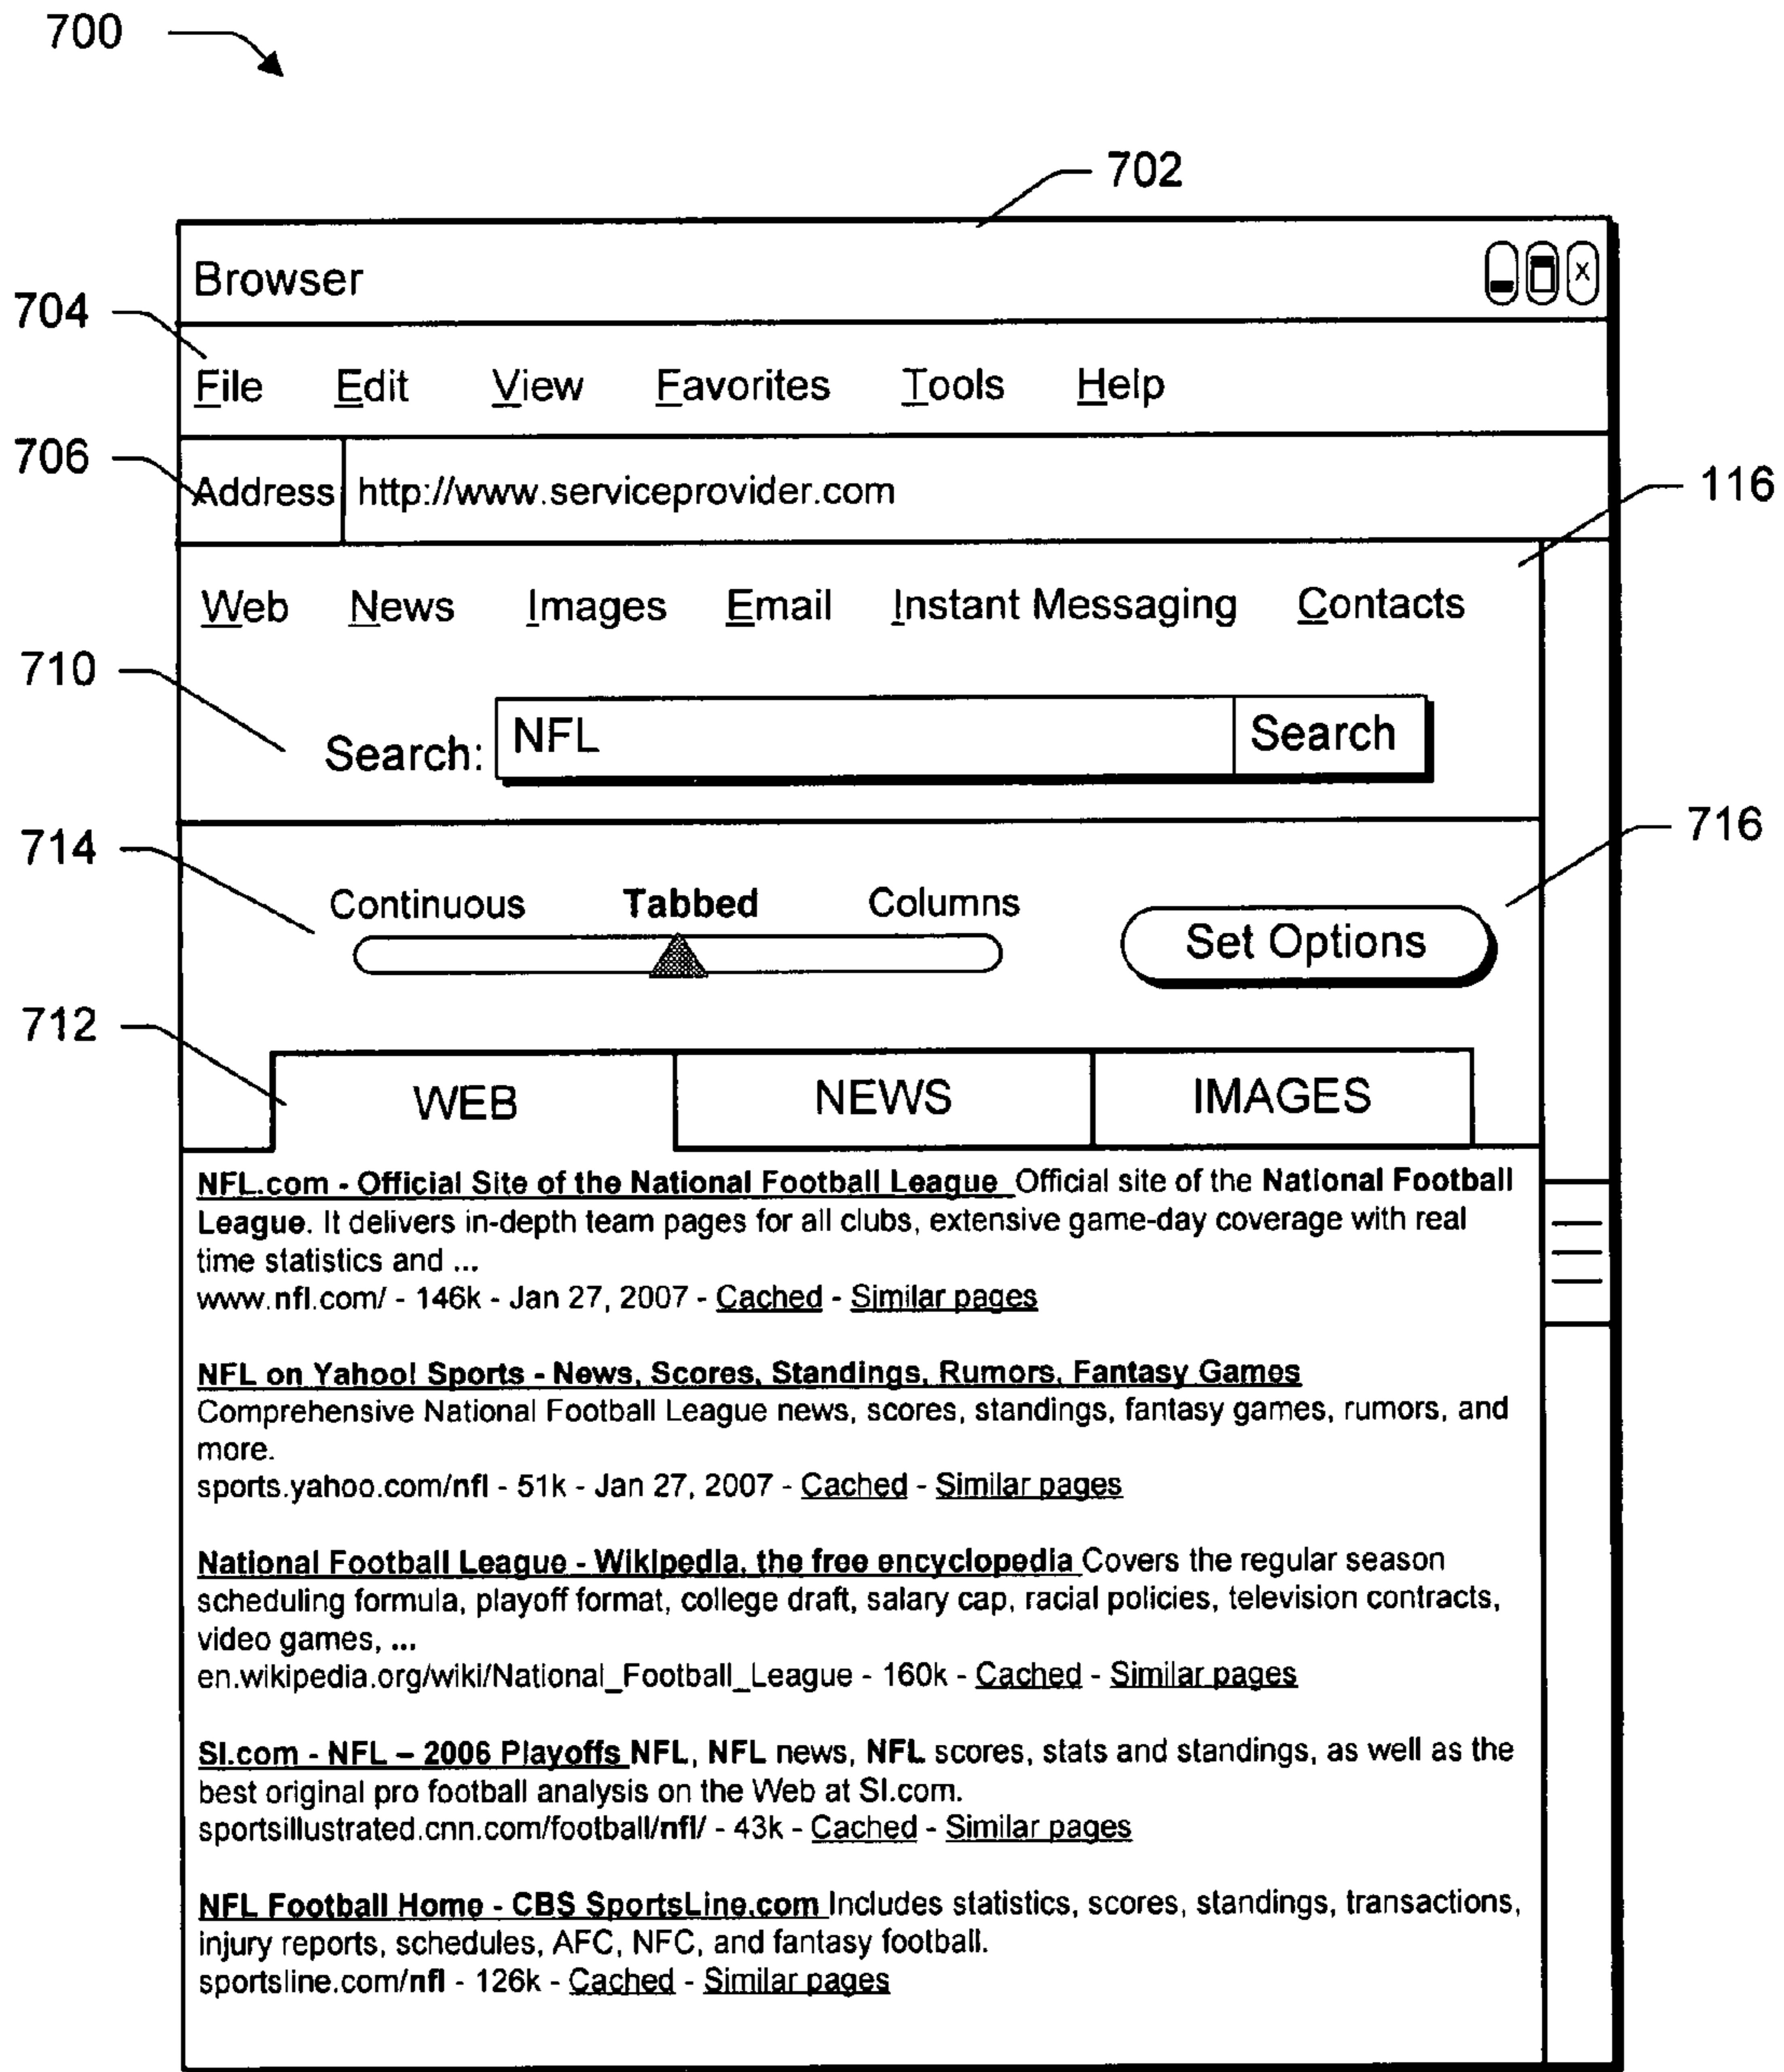 700
702
Browser
X
704
File Edit View Favorites Tools Help
706
Address http://www.serviceprovider.com
116
Web News Images Email Instant Messaging Contacts
710
Search: NFL Search
714
716
Continuous Tabbed Columns
Set Options
712
WEB NEWS IMAGES
NFL.com - Official Site of the National Football League Official site of the National Football
League. It delivers in-depth team pages for all clubs, extensive game-day coverage with real
time statistics and ...
www.nfl.com/ - 146k - Jan 27, 2007 - Cached - Similar pages
NFL on Yahoo! Sports - News, Scores, Standings, Rumors, Fantasy Games
Comprehensive National Football League news, scores, standings, fantasy games, rumors, and
more.
sports.yahoo.com/nfl - 51k - Jan 27, 2007 - Cached - Similar pages
National Football League - Wikipedia, the free encyclopedia Covers the regular season
scheduling formula, playoff format, college draft, salary cap, racial policies, television contracts,
video games, ...
en.wikipedia.org/wiki/National_Football_League - 160k - Cached - Similar pages
SI.com - NFL – 2006 Playoffs NFL, NFL news, NFL scores, stats and standings, as well as the
best original pro football analysis on the Web at SI.com.
sportsillustrated.cnn.com/football/nfl/ - 43k - Cached - Similar pages
NFL Football Home - CBS SportsLine.com Includes statistics, scores, standings, transactions,
injury reports, schedules, AFC, NFC, and fantasy football.
sportsline.com/nfl - 126k - Cached - Similar pages